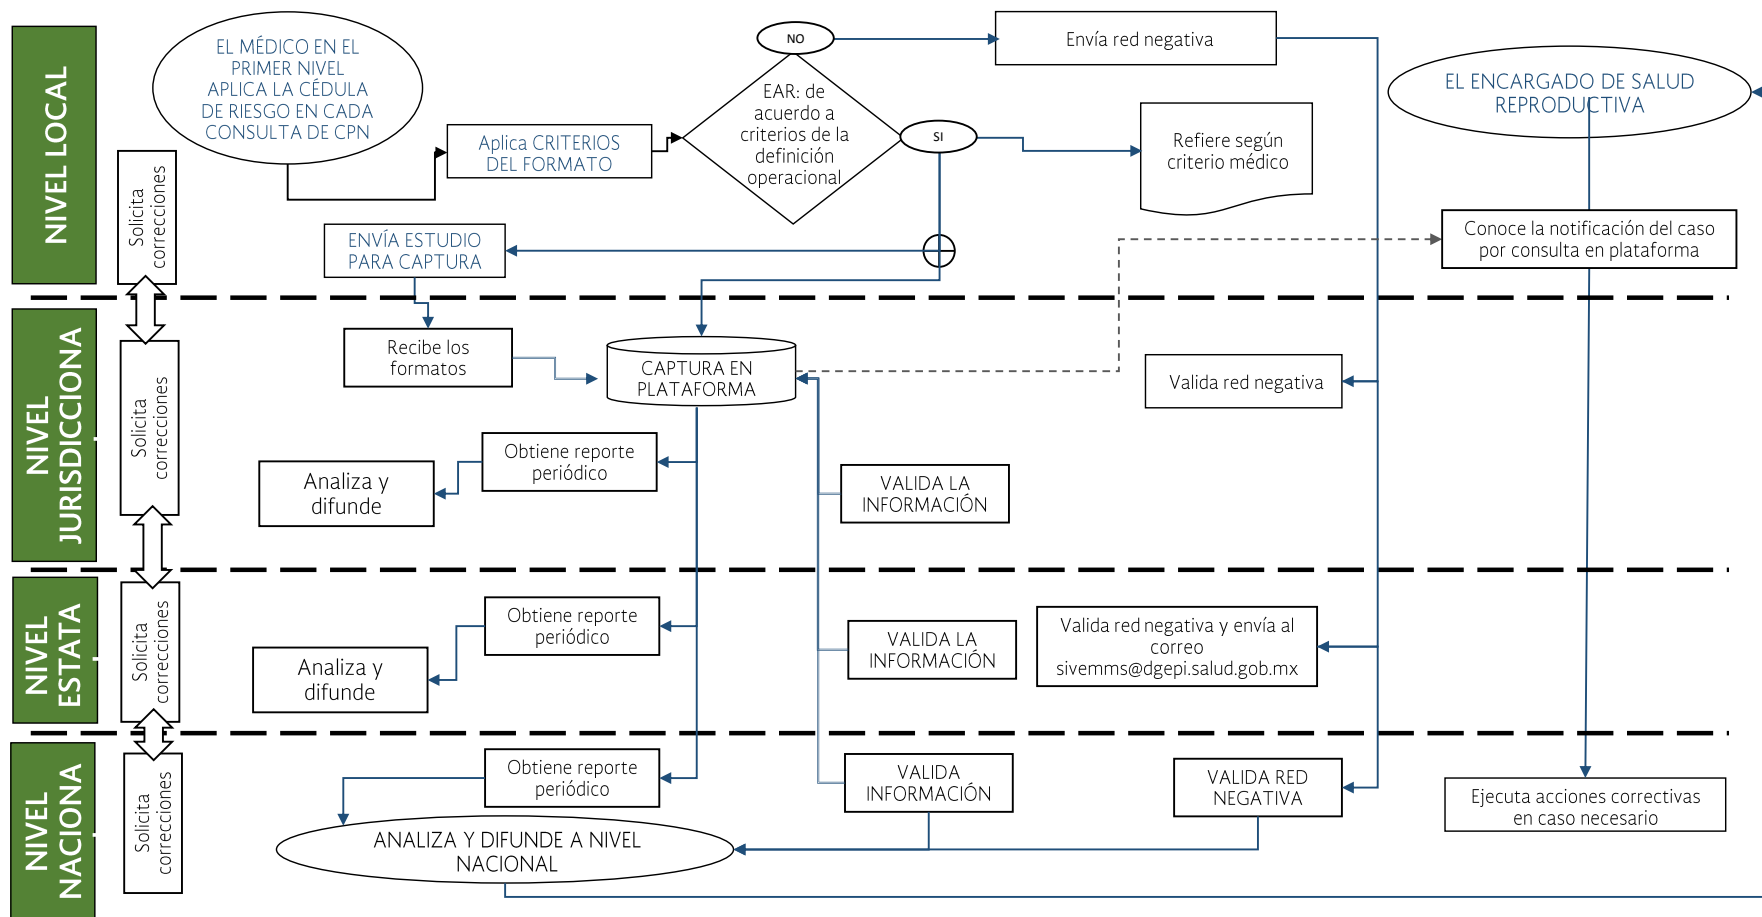 NIVEL LOCAL
EL MÉDICO EN EL
PRIMER NIVEL
APLICA LA CÉDULA
DE RIESGO EN CADA
CONSULTA DE CPN
Aplica CRITERIOS
DEL FORMATO
NO
EAR: de
acuerdo a
criterios de la
definición
operacional
SI
Envía red negativa
Refiere según
criterio médico
EL ENCARGADO DE SALUD
REPRODUCTIVA
Solicita
correcciones
ENVÍA ESTUDIO
PARA CAPTURA
Conoce la notificación del caso
por consulta en plataforma
NIVEL
JURISDICCIONA
Solicita
correcciones
Recibe los
formatos
CAPTURA EN
PLATAFORMA
Valida red negativa
Obtiene reporte
periódico
Analiza y
difunde
VALIDA LA
INFORMACIÓN
NIVEL
ESTATA
Solicita
correcciones
Obtiene reporte
periódico
Analiza y
difunde
VALIDA LA
INFORMACIÓN
Valida red negativa y envía al
correo
sivemms@dgepi.salud.gob.mx
NIVEL
NACIONA
Solicita
correcciones
Obtiene reporte
periódico
VALIDA
INFORMACIÓN
VALIDA RED
NEGATIVA
Ejecuta acciones correctivas
en caso necesario
ANALIZA Y DIFUNDE A NIVEL
NACIONAL